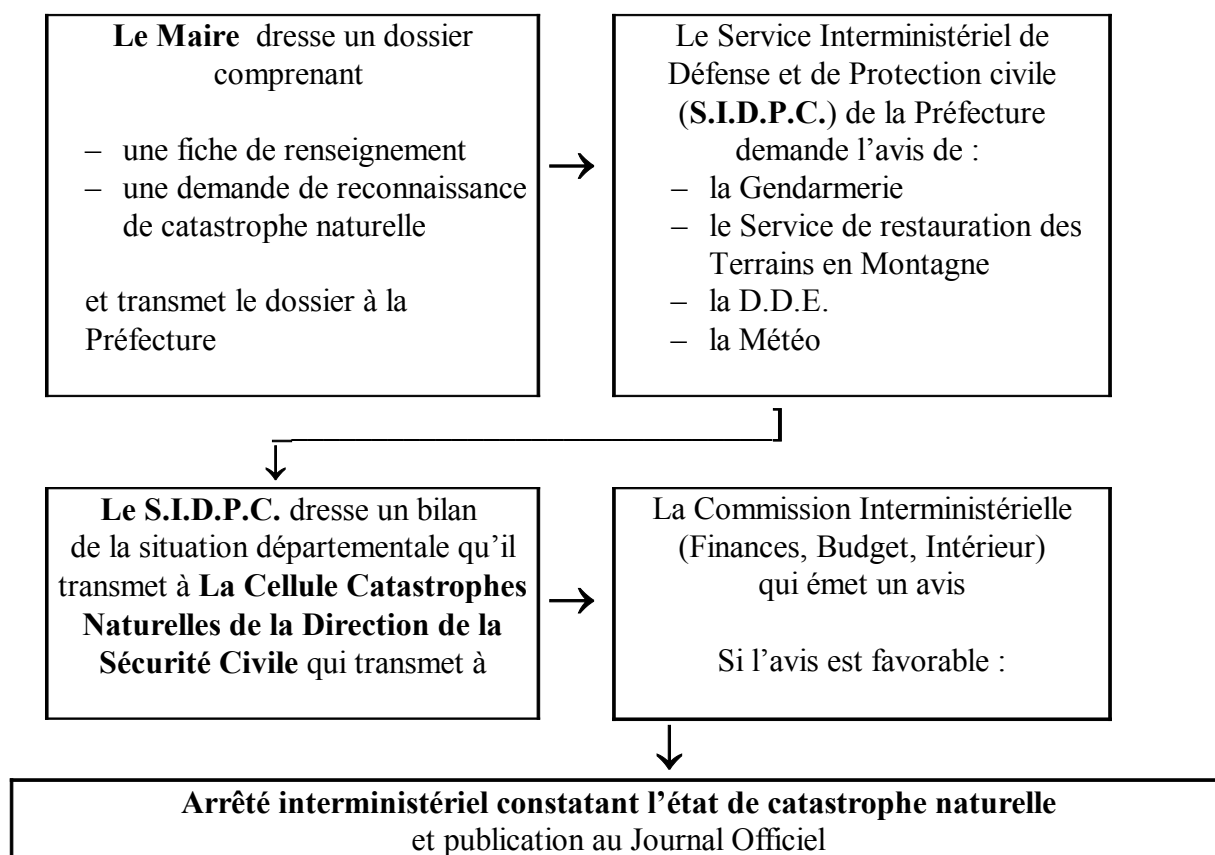 Le Maire dresse un dossier
comprenant
– une fiche de renseignement
– une demande de reconnaissance
de catastrophe naturelle
et transmet le dossier à la
Préfecture
→
Le Service Interministériel de
Défense et de Protection civile
(S.I.D.P.C.) de la Préfecture
demande l’avis de :
– la Gendarmerie
– le Service de restauration des
Terrains en Montagne
– la D.D.E.
– la Météo
Le S.I.D.P.C. dresse un bilan
de la situation départementale qu’il
transmet à La Cellule Catastrophes
Naturelles de la Direction de la
Sécurité Civile qui transmet à
→
La Commission Interministérielle
(Finances, Budget, Intérieur)
qui émet un avis
Si l’avis est favorable :
Arrêté interministériel constatant l’état de catastrophe naturelle
et publication au Journal Officiel